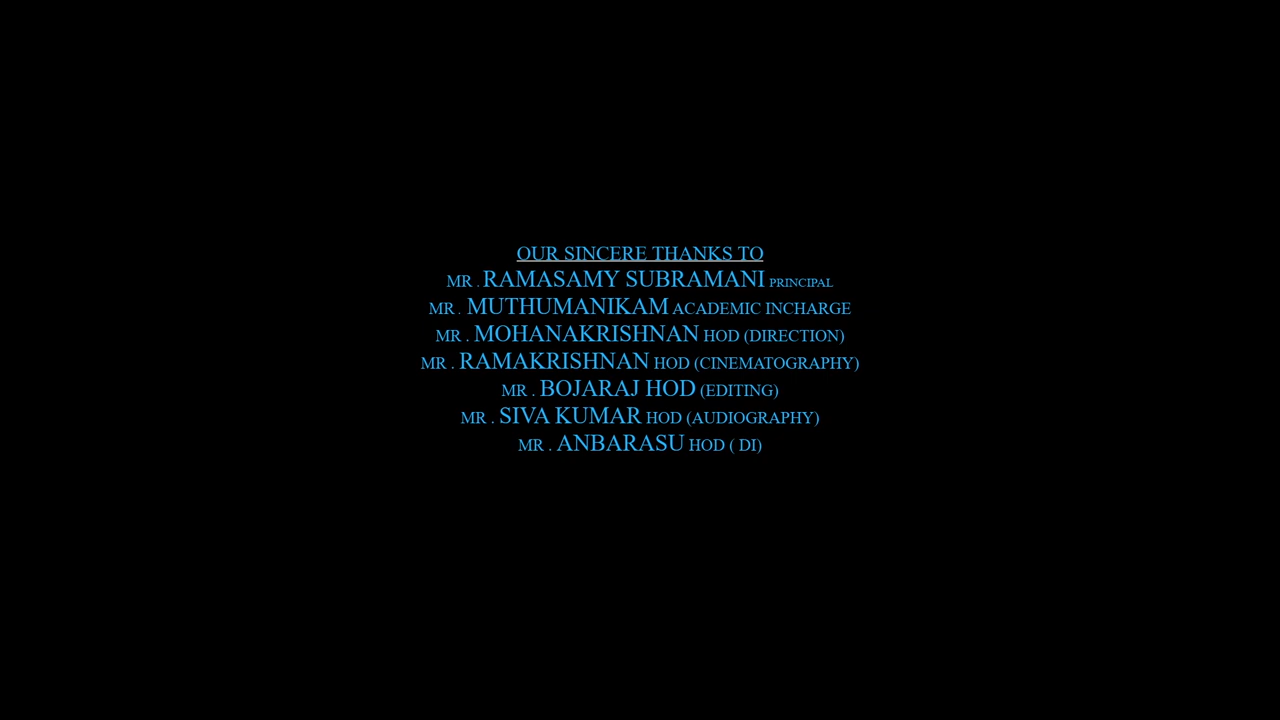 OUR SINCERE THANKS TO
MR . RAMASAMY SUBRAMANI PRINCIPAL
MR . MUTHUMANIKAM ACADEMIC INCHARGE
MR . MOHANAKRISHNAN HOD (DIRECTION)
MR . RAMAKRISHNAN HOD (CINEMATOGRAPHY)
MR . BOJARAJ HOD (EDITING)
MR . SIVA KUMAR HOD (AUDIOGRAPHY)
MR . ANBARASU HOD ( DI)